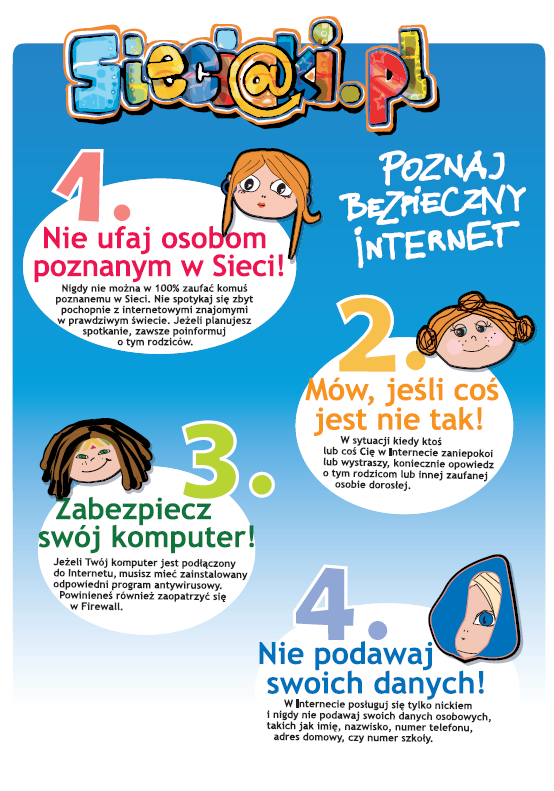 Sieci@ki.pl
POZNAJ
BEZPIECZNY
INTERNET
1.
Nie ufaj osobom
poznanym w Sieci!
Nigdy nie można w 100% zaufać komuś
poznanemu w Sieci. Nie spotykaj się zbyt
pochopnie z internetowymi znajomymi
w prawdziwym świecie. Jeżeli planujesz
spotkanie, zawsze poinformuj
o tym rodziców.
2.
Mów, jeśli coś
jest nie tak!
W sytuacji kiedy ktoś
lub coś Cię w Internecie zaniepokoi
lub wystraszy, koniecznie opowiedz
o tym rodzicom lub innej zaufanej
osobie dorosłej.
3.
Zabezpiecz
swój komputer!
Jeżeli Twój komputer jest podłączony
do Internetu, musisz mieć zainstalowany
odpowiedni program antywirusowy.
Powinieneś również zaopatrzyć się
w Firewall.
4.
Nie podawaj
swoich danych!
W Internecie posługuj się tylko nickiem
i nigdy nie podawaj swoich danych osobowych,
takich jak imię, nazwisko, numer telefonu,
adres domowy, czy numer szkoły.